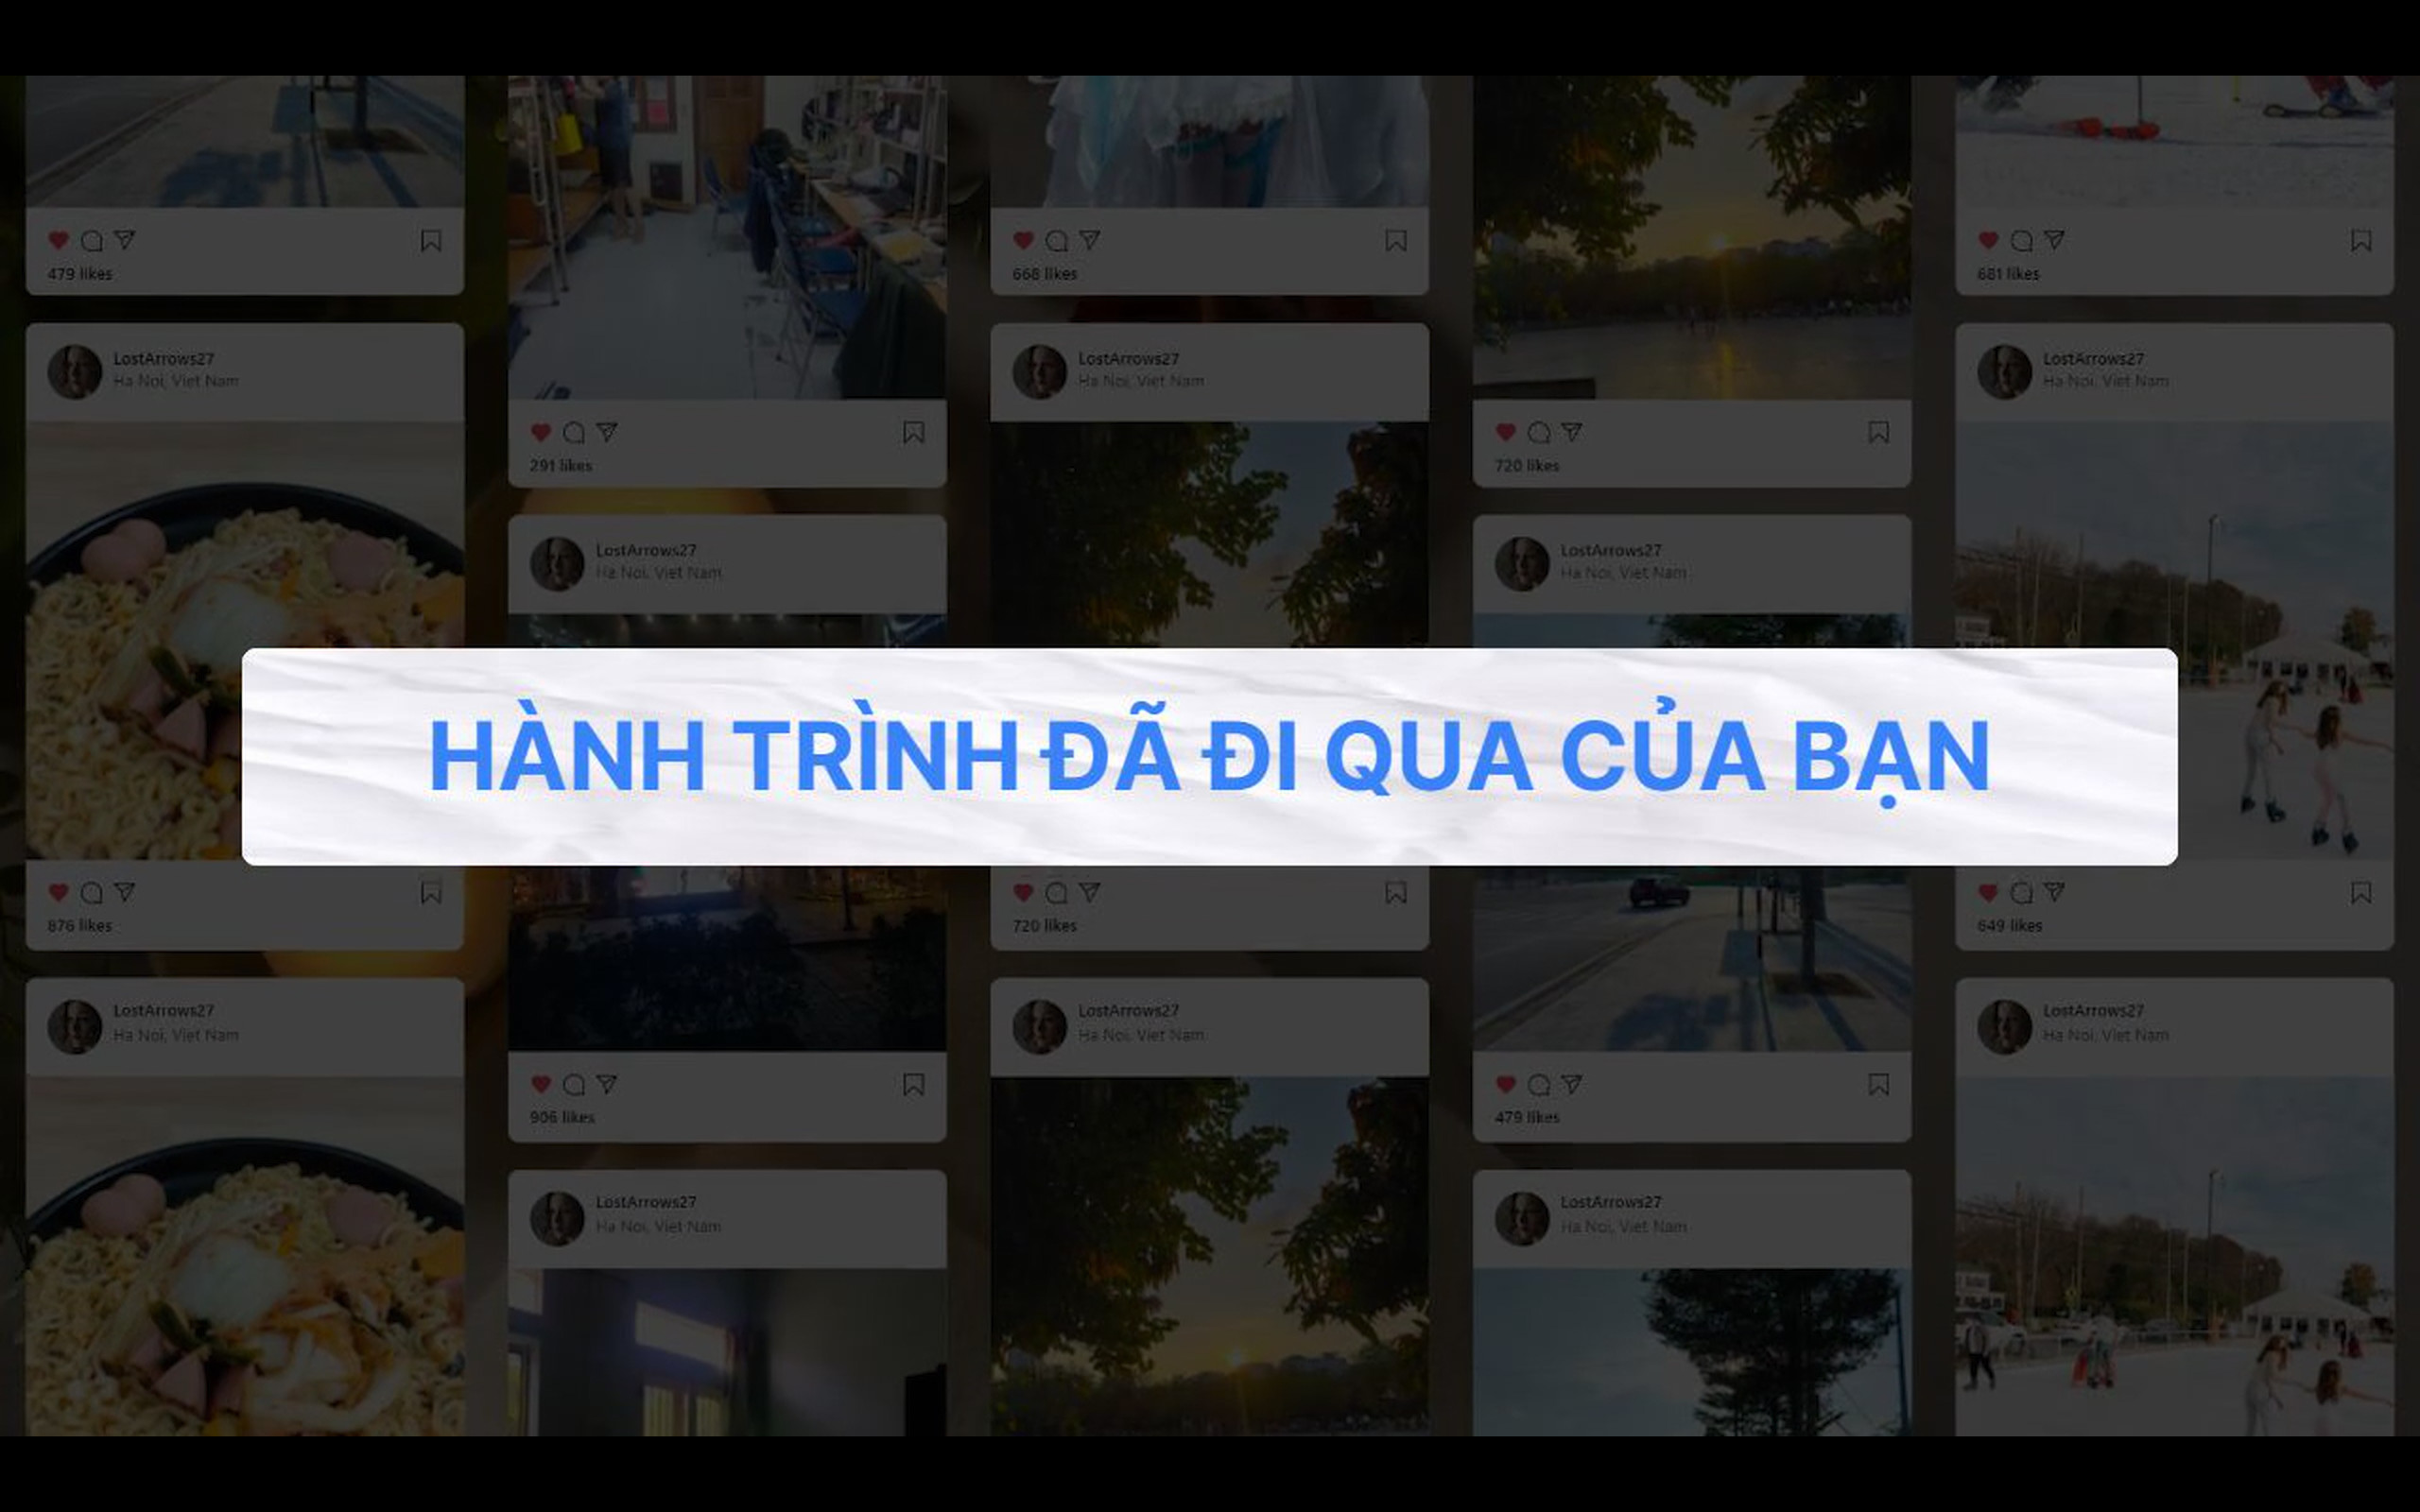 479 likes
LostArrows27
Ha Noi, Viet Nam
876 likes
LostArrows27
Ha Noi, Viet Nam
291 likes
LostArrows27
Ha Noi, Viet Nam
906 likes
LostArrows27
Ha Noi, Viet Nam
668 likes
LostArrows27
Ha Noi, Viet Nam
720 likes
LostArrows27
Ha Noi, Viet Nam
720 likes
LostArrows27
Ha Noi, Viet Nam
479 likes
LostArrows27
Ha Noi, Viet Nam
681 likes
LostArrows27
Ha Noi, Viet Nam
649 likes
LostArrows27
Ha Noi, Viet Nam
HÀNH TRÌNH ĐÃ ĐI QUA CỦA BẠN